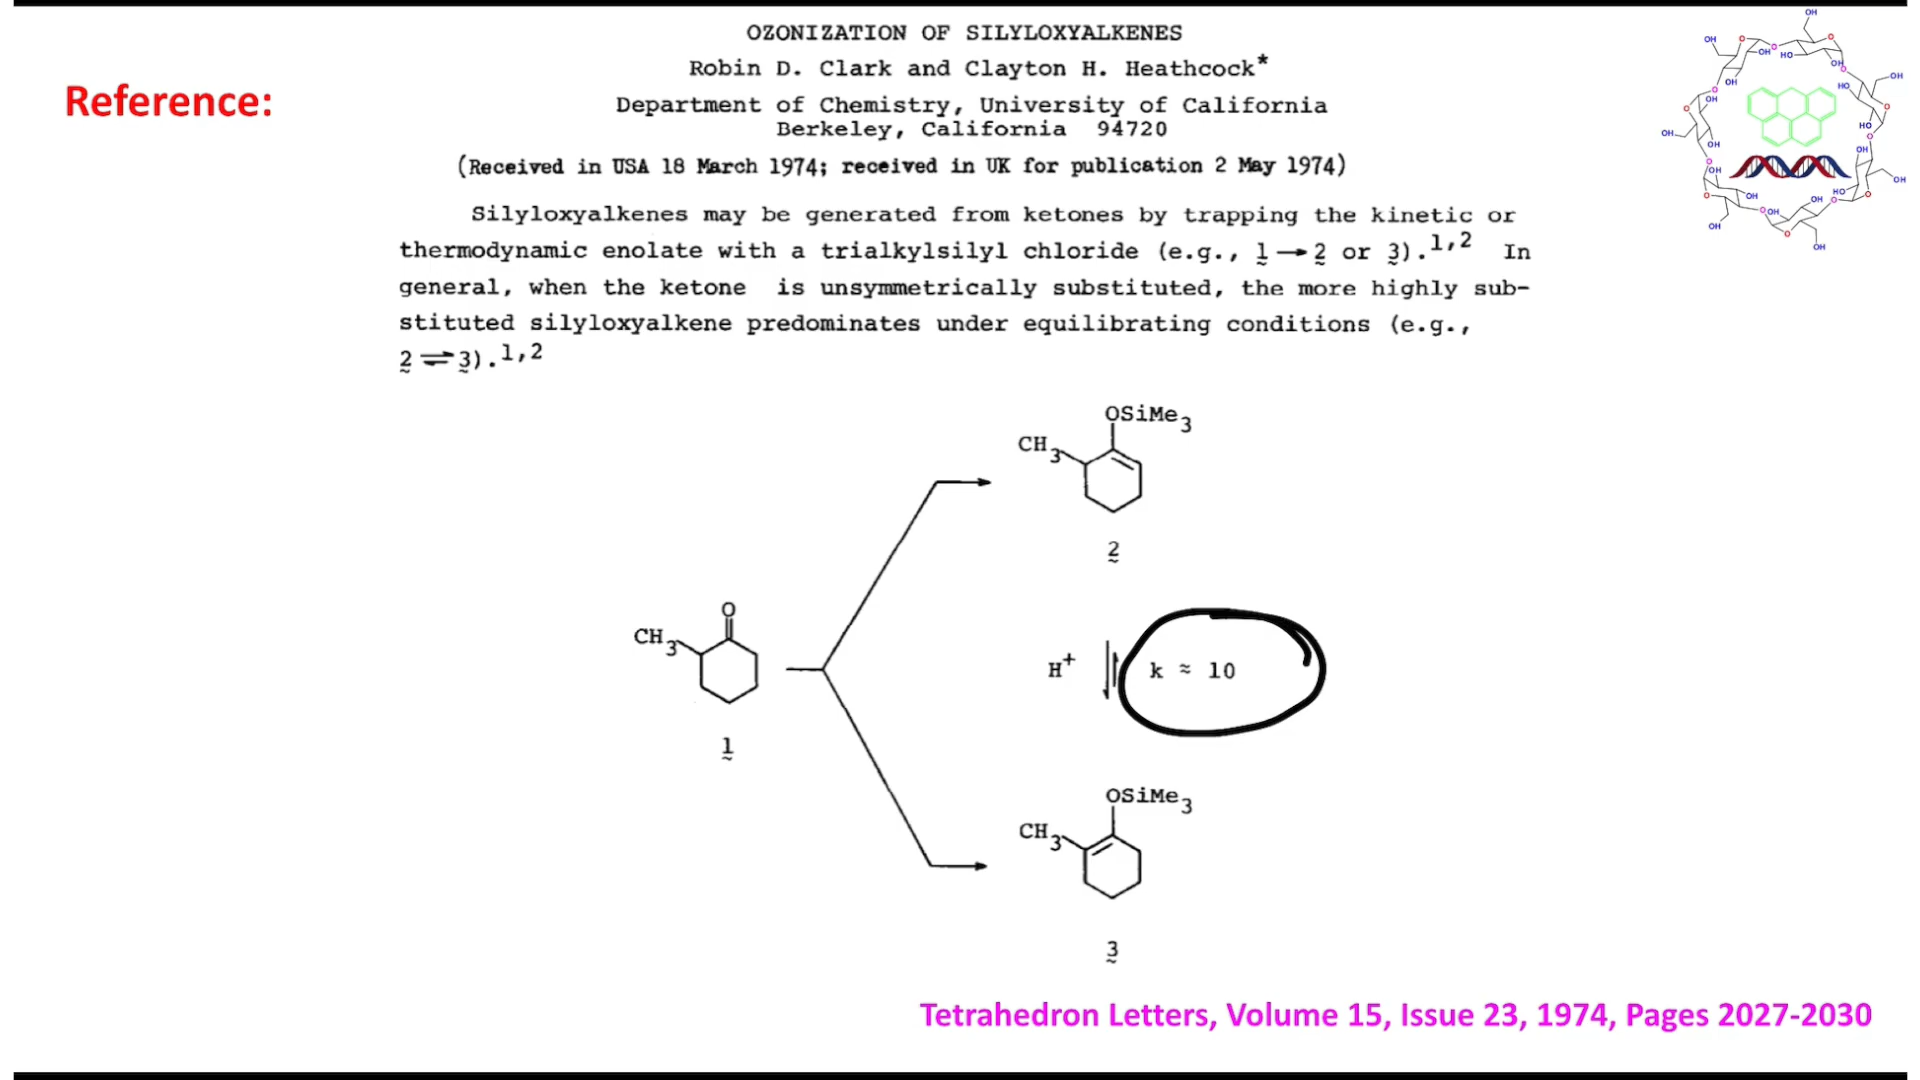 OZONIZATION OF SILYLOXYALKENES
Robin D. Clark and Clayton H. Heathcock*
Reference:
Department of Chemistry, University of California
Berkeley, California 94720
(Received in USA 18 March 1974; received in UK for publication 2 May 1974)
Silyloxyalkenes may be generated from ketones by trapping the kinetic or
thermodynamic enolate with a trialkylsilyl chloride (e.g., 1 → 2 or 3).1,2 In
general, when the ketone is unsymmetrically substituted, the more highly sub-
stituted silyloxyalkene predominates under equilibrating conditions (e.g.,
2 ⇌ 3).1,2
OSiMe3
CH3
2
O
CH3
1
H+ ⇌ k ≈ 10
OSiMe3
CH3
3
Tetrahedron Letters, Volume 15, Issue 23, 1974, Pages 2027-2030